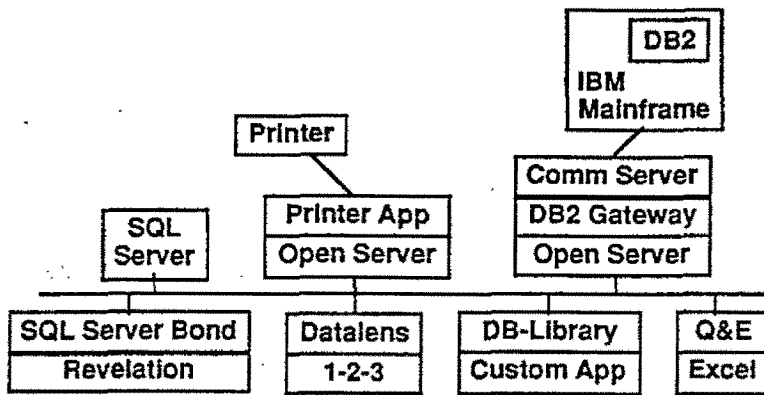 DB2
IBM
Mainframe
Printer
Comm Server
Printer App
DB2 Gateway
SQL
Server
Open Server
Open Server
SQL Server Bond
Datalens
DB-Library
Q&E
Revelation
1-2-3
Custom App
Excel